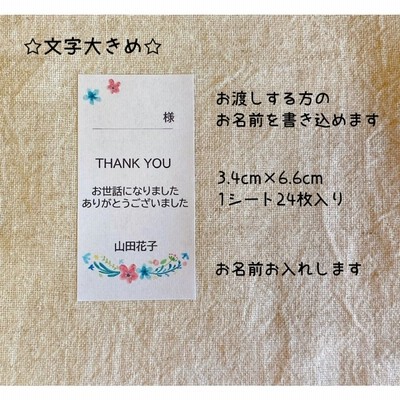 ☆文字大きめ☆
様
THANK YOU
お世話になりました
ありがとうございました
山田花子
お渡しする方の
お名前を書き込めます
3.4cm×6.6cm
1シート24枚入り
お名前お入れします